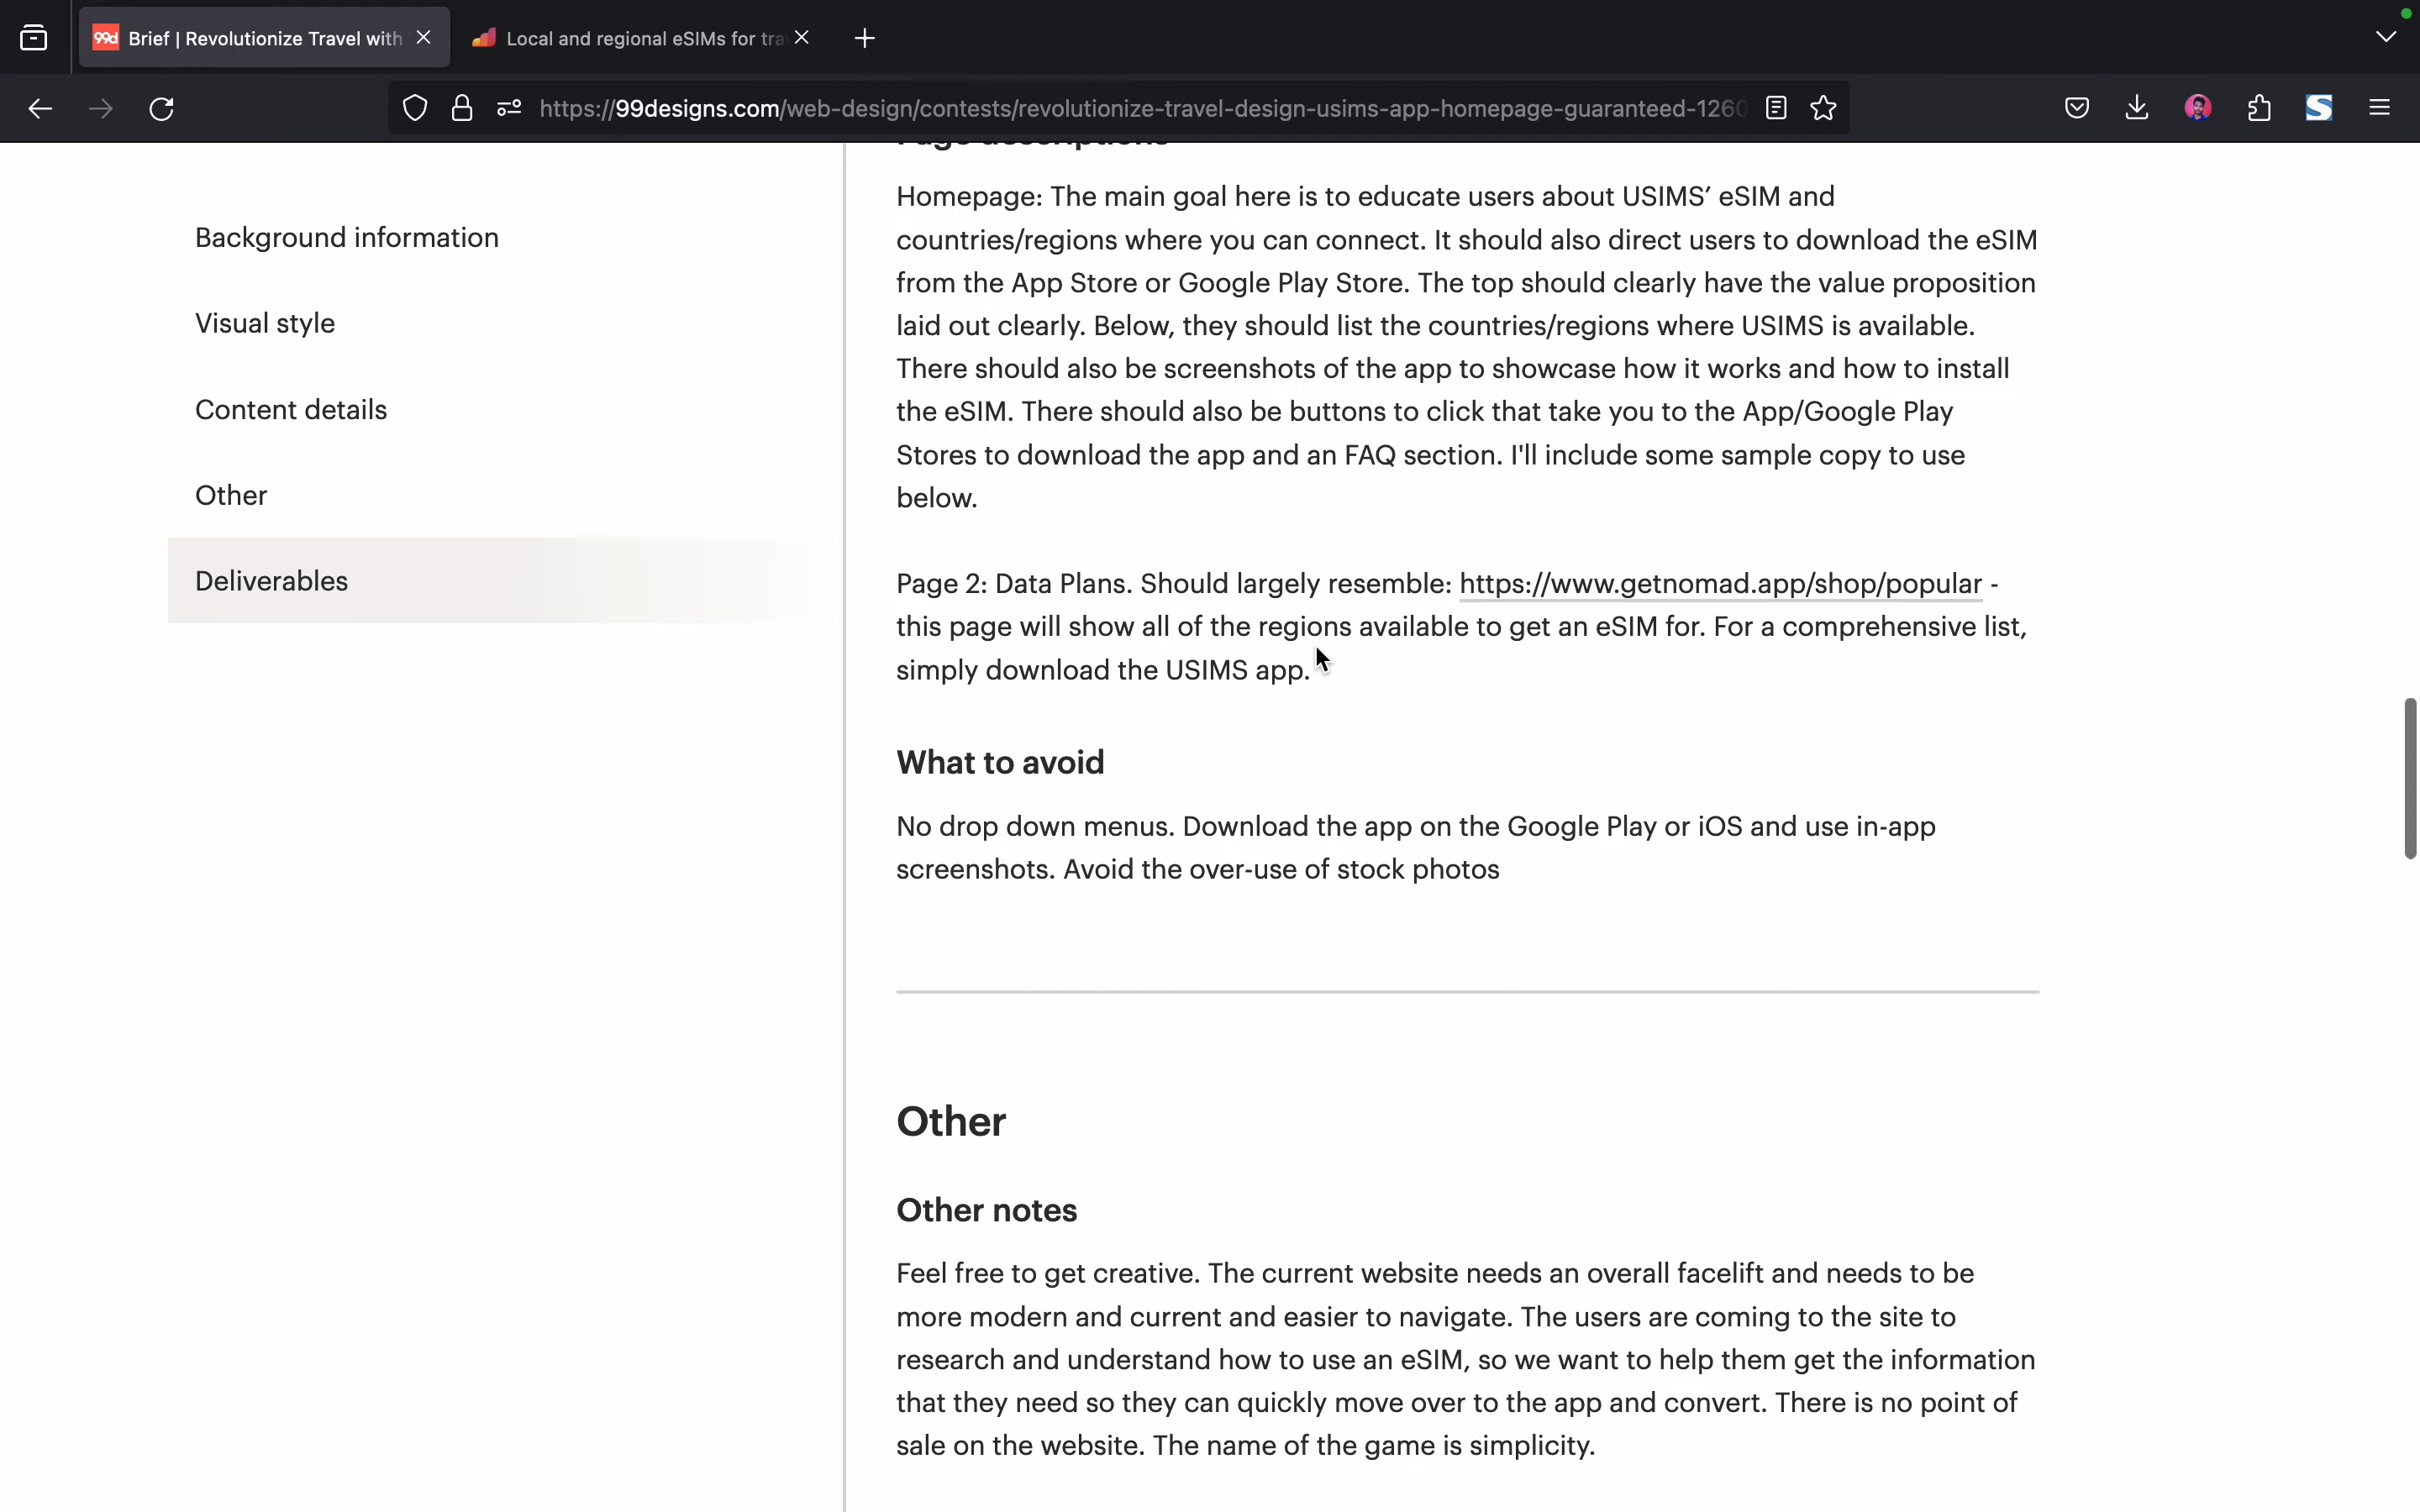 Brief | Revolutionize Travel with
Local and regional eSIMs for tra
https://99designs.com/web-design/contests/revolutionize-travel-design-usims-app-homepage-guaranteed-1260
Background information
Visual style
Content details
Other
Deliverables
Page descriptions
Homepage: The main goal here is to educate users about USIMS’ eSIM and
countries/regions where you can connect. It should also direct users to download the eSIM
from the App Store or Google Play Store. The top should clearly have the value proposition
laid out clearly. Below, they should list the countries/regions where USIMS is available.
There should also be screenshots of the app to showcase how it works and how to install
the eSIM. There should also be buttons to click that take you to the App/Google Play
Stores to download the app and an FAQ section. I'll include some sample copy to use
below.
Page 2: Data Plans. Should largely resemble: https://www.getnomad.app/shop/popular -
this page will show all of the regions available to get an eSIM for. For a comprehensive list,
simply download the USIMS app.
What to avoid
No drop down menus. Download the app on the Google Play or iOS and use in-app
screenshots. Avoid the over-use of stock photos
Other
Other notes
Feel free to get creative. The current website needs an overall facelift and needs to be
more modern and current and easier to navigate. The users are coming to the site to
research and understand how to use an eSIM, so we want to help them get the information
that they need so they can quickly move over to the app and convert. There is no point of
sale on the website. The name of the game is simplicity.